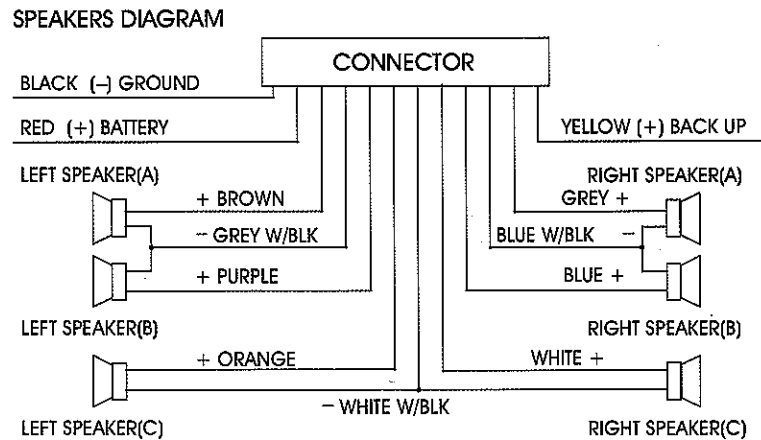 SPEAKERS DIAGRAM
CONNECTOR
BLACK (–) GROUND
RED (+) BATTERY
YELLOW (+) BACK UP
LEFT SPEAKER(A)
RIGHT SPEAKER(A)
+ BROWN
GREY +
– GREY W/BLK
BLUE W/BLK –
+ PURPLE
BLUE +
LEFT SPEAKER(B)
RIGHT SPEAKER(B)
+ ORANGE
WHITE +
– WHITE W/BLK
LEFT SPEAKER(C)
RIGHT SPEAKER(C)